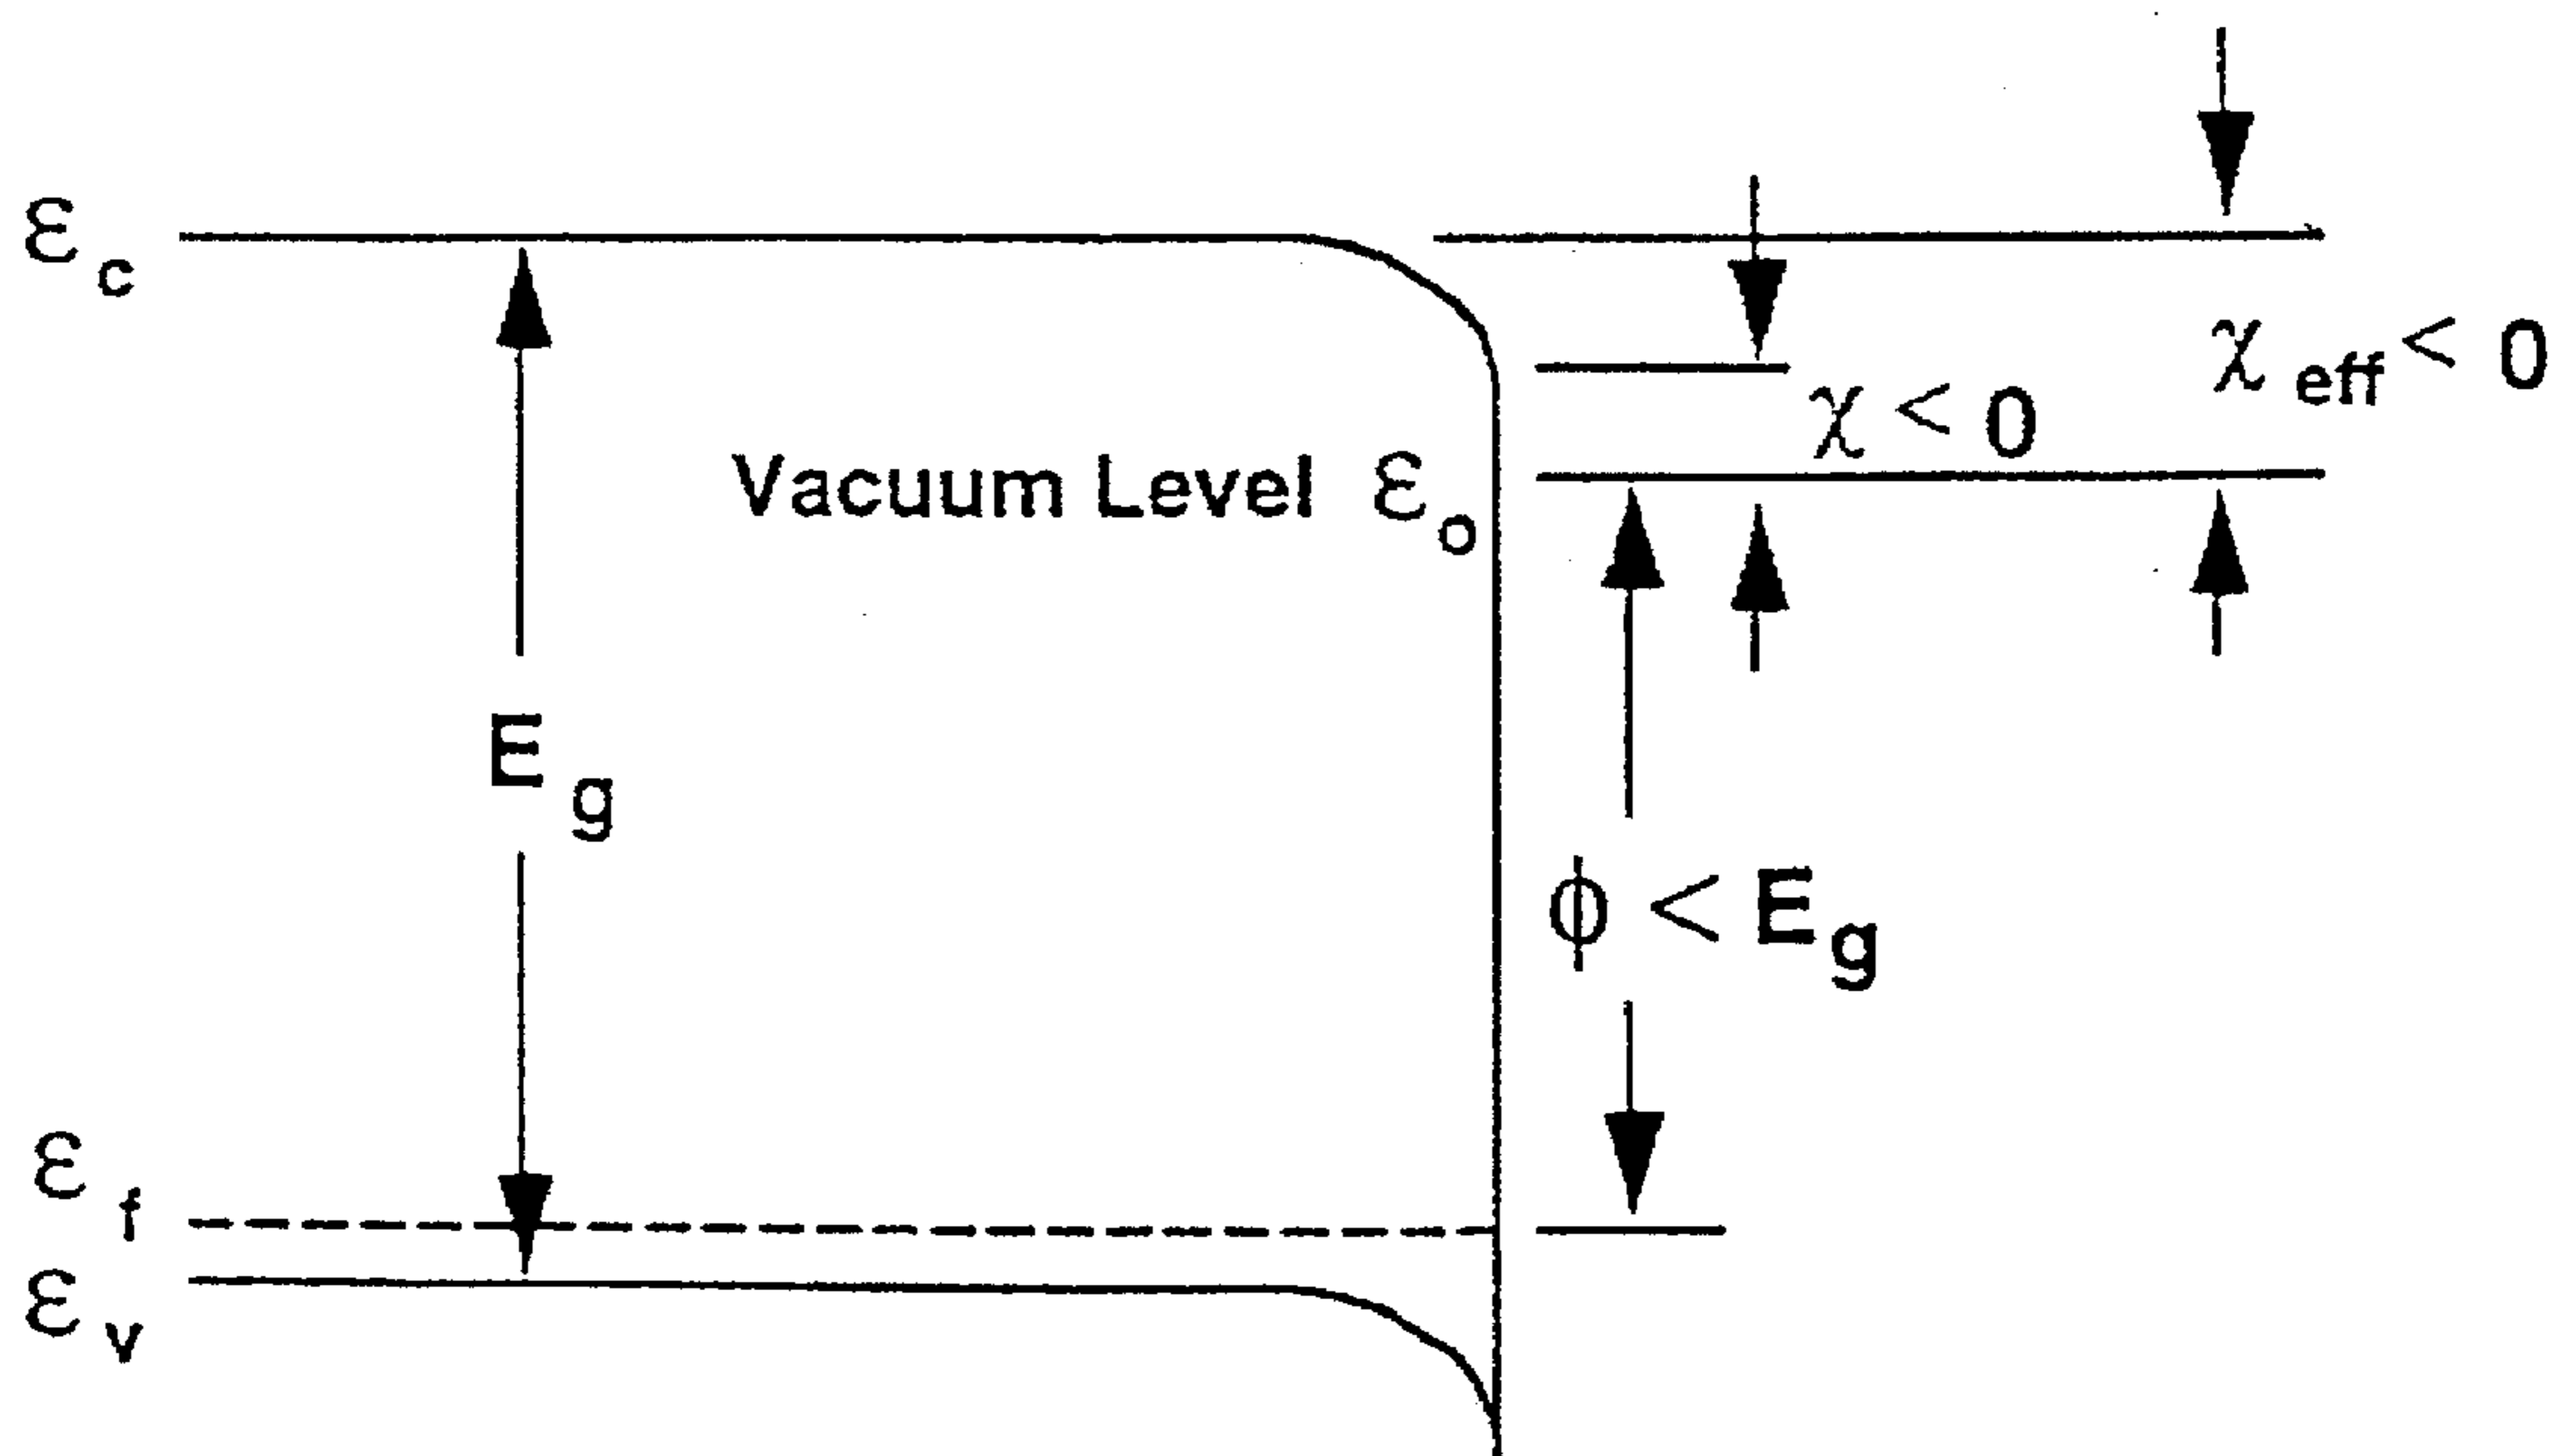 ε c
χ eff < 0
χ < 0
Vacuum Level ε o
E g
ϕ < E g
ε f
ε v